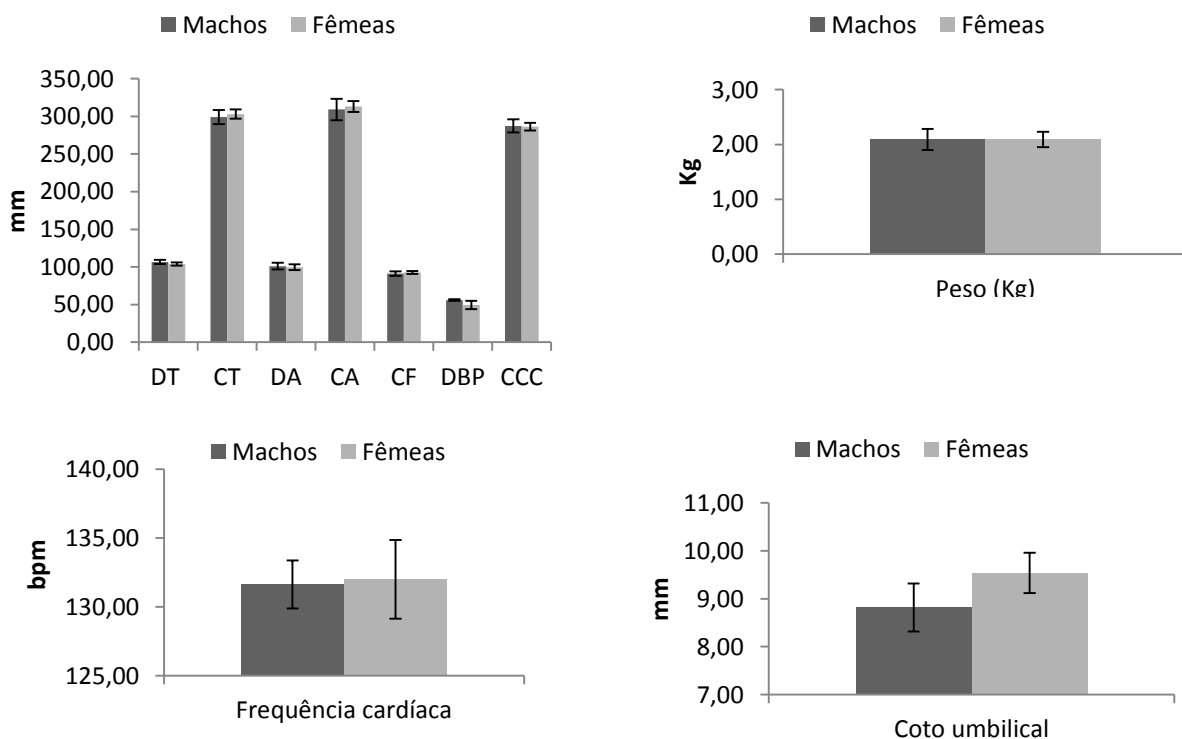 Machos Fêmeas
350,00
300,00
250,00
200,00
150,00
100,00
50,00
0,00
mm
DT CT DA CA CF DBP CCC
Machos Fêmeas
3,00
2,00
1,00
0,00
Kg
Peso (Kg)
Machos Fêmeas
140,00
135,00
130,00
125,00
bpm
Frequência cardíaca
Machos Fêmeas
11,00
10,00
9,00
8,00
7,00
mm
Coto umbilical